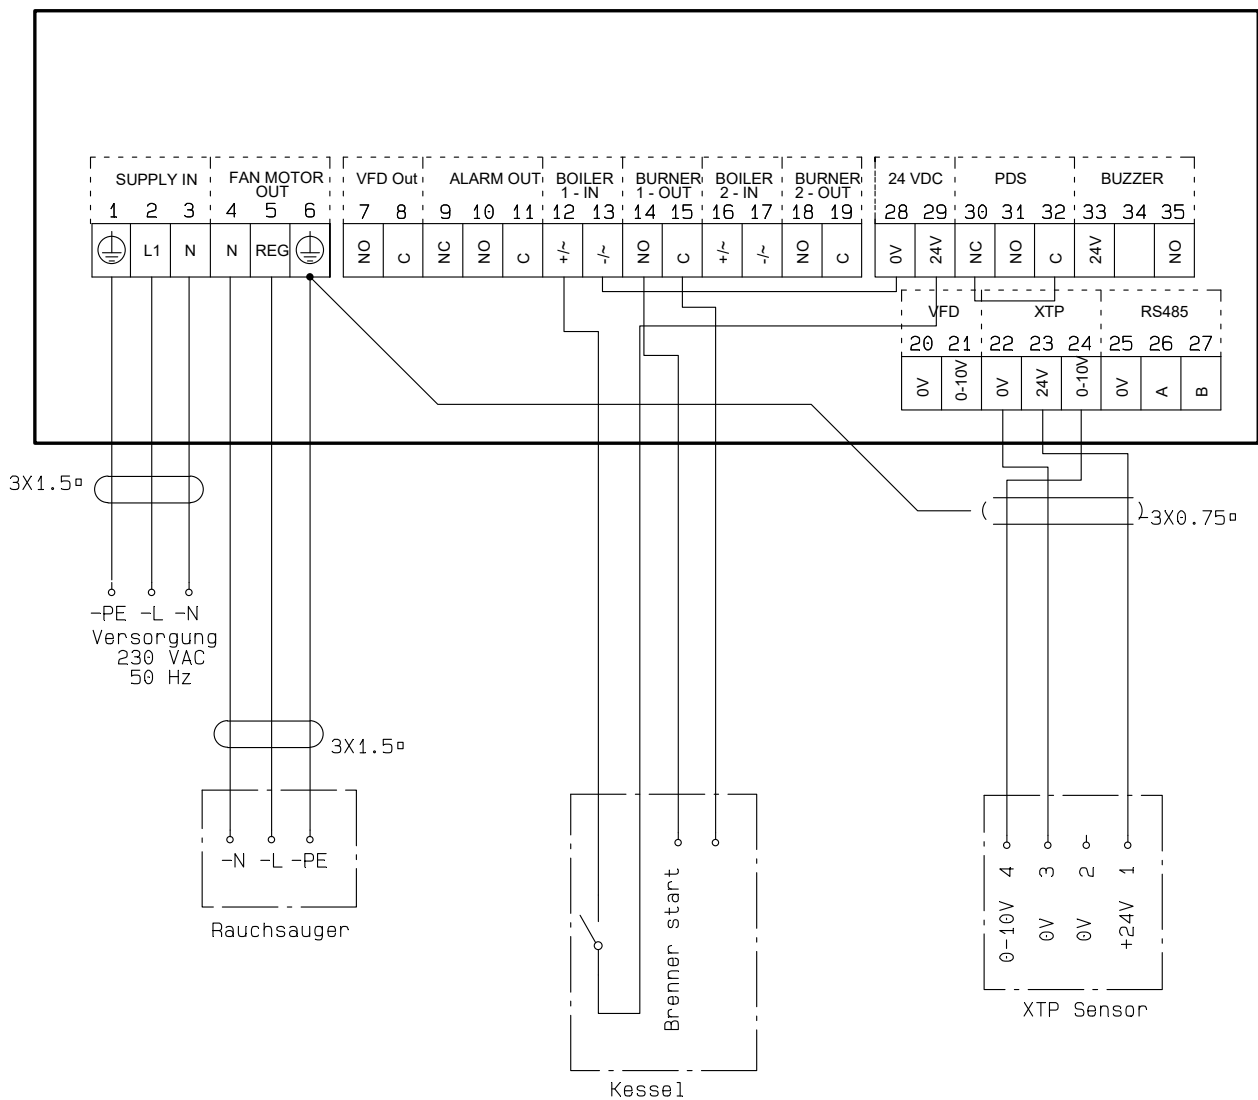 SUPPLY IN FAN MOTOR OUT VFD Out ALARM OUT BOILER 1 - IN BURNER 1 - OUT BOILER 2 - IN BURNER 2 - OUT 24 VDC PDS BUZZER
1 2 3 4 5 6 7 8 9 10 11 12 13 14 15 16 17 18 19 28 29 30 31 32 33 34 35
L1 N N REG NO C NC NO C +/~ -/~ NO C +/~ -/~ NO C 0V 24V NC NO C 24V NO
VFD XTP RS485
20 21 22 23 24 25 26 27
0V 0-10V 0V 24V 0-10V 0V A B
3X1.5▫
-3X0.75▫
-PE -L -N
Versorgung
230 VAC
50 Hz
3X1.5▫
-N -L -PE
Rauchsauger
Brenner start
Kessel
4 3 2 1
0-10V 0V 0V +24V
XTP Sensor